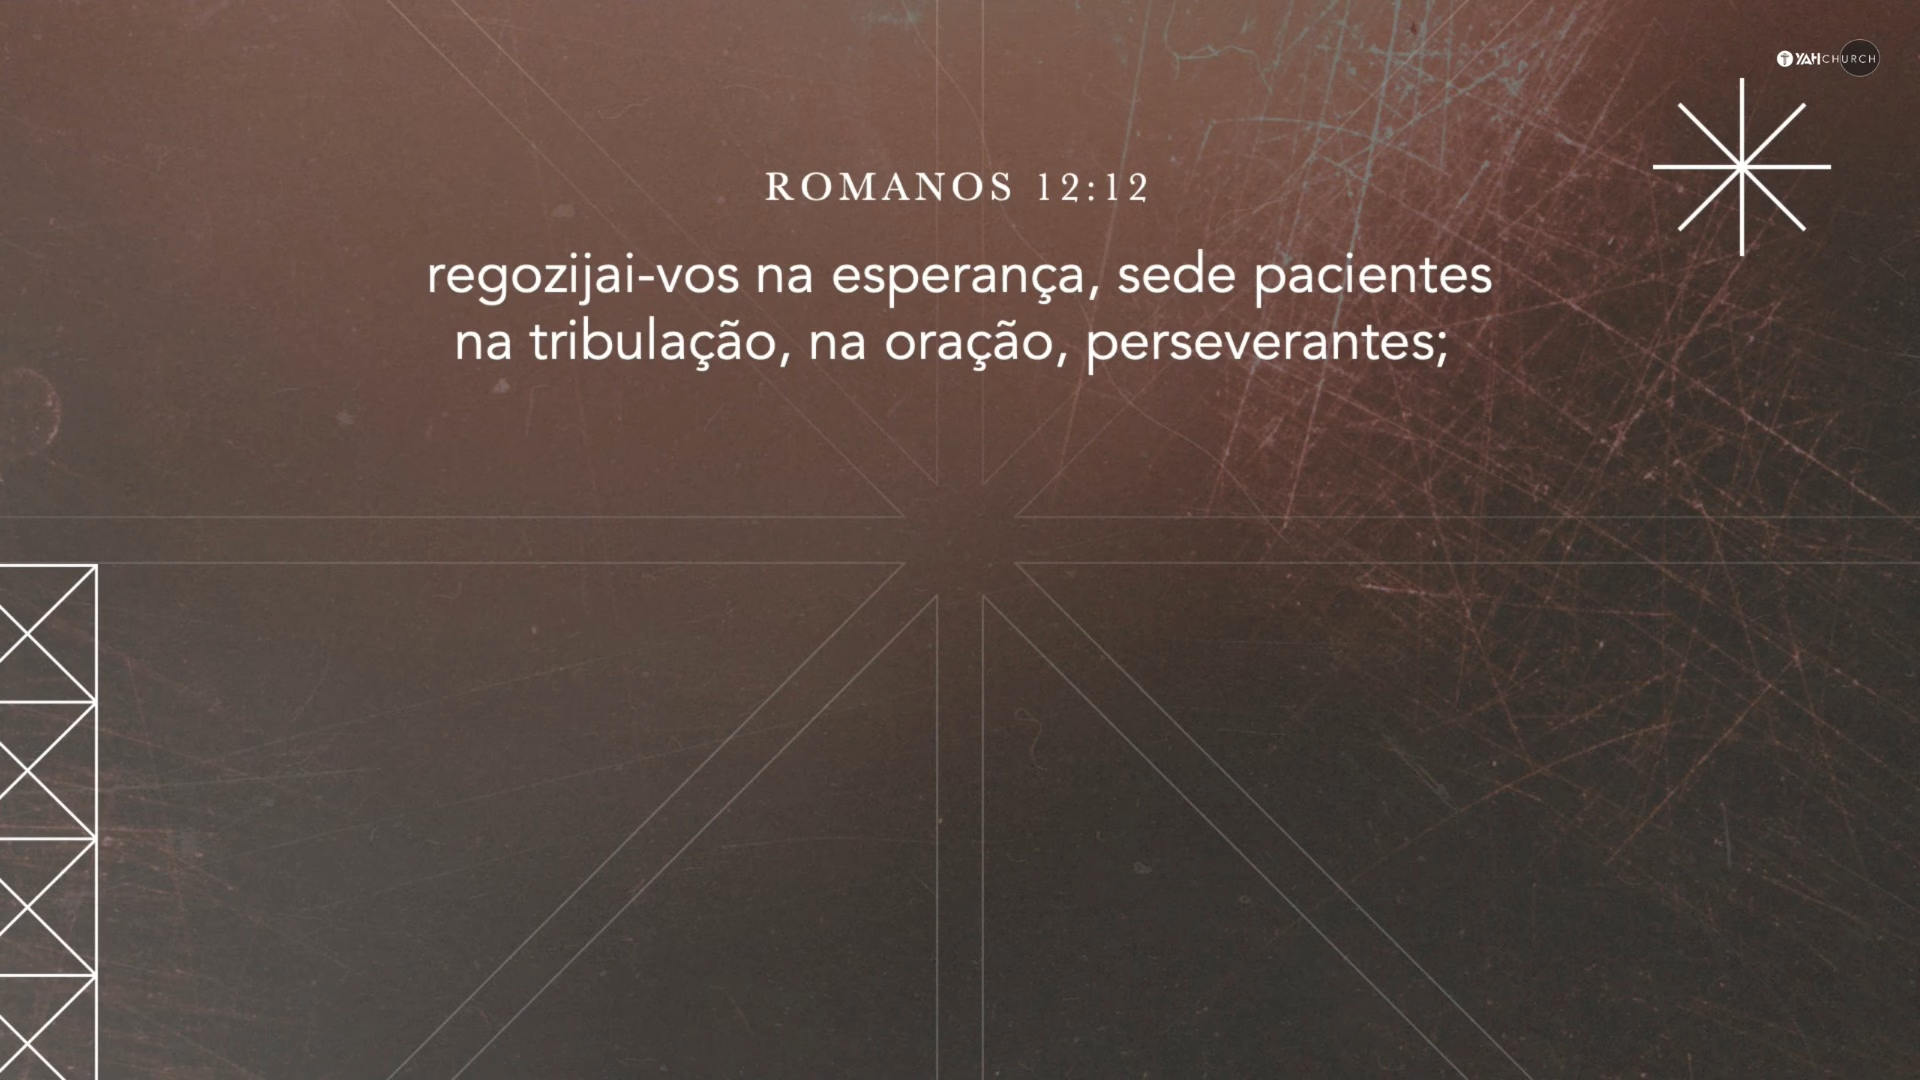 YAHCHURCH
ROMANOS 12:12
regozijai-vos na esperança, sede pacientes
na tribulação, na oração, perseverantes;